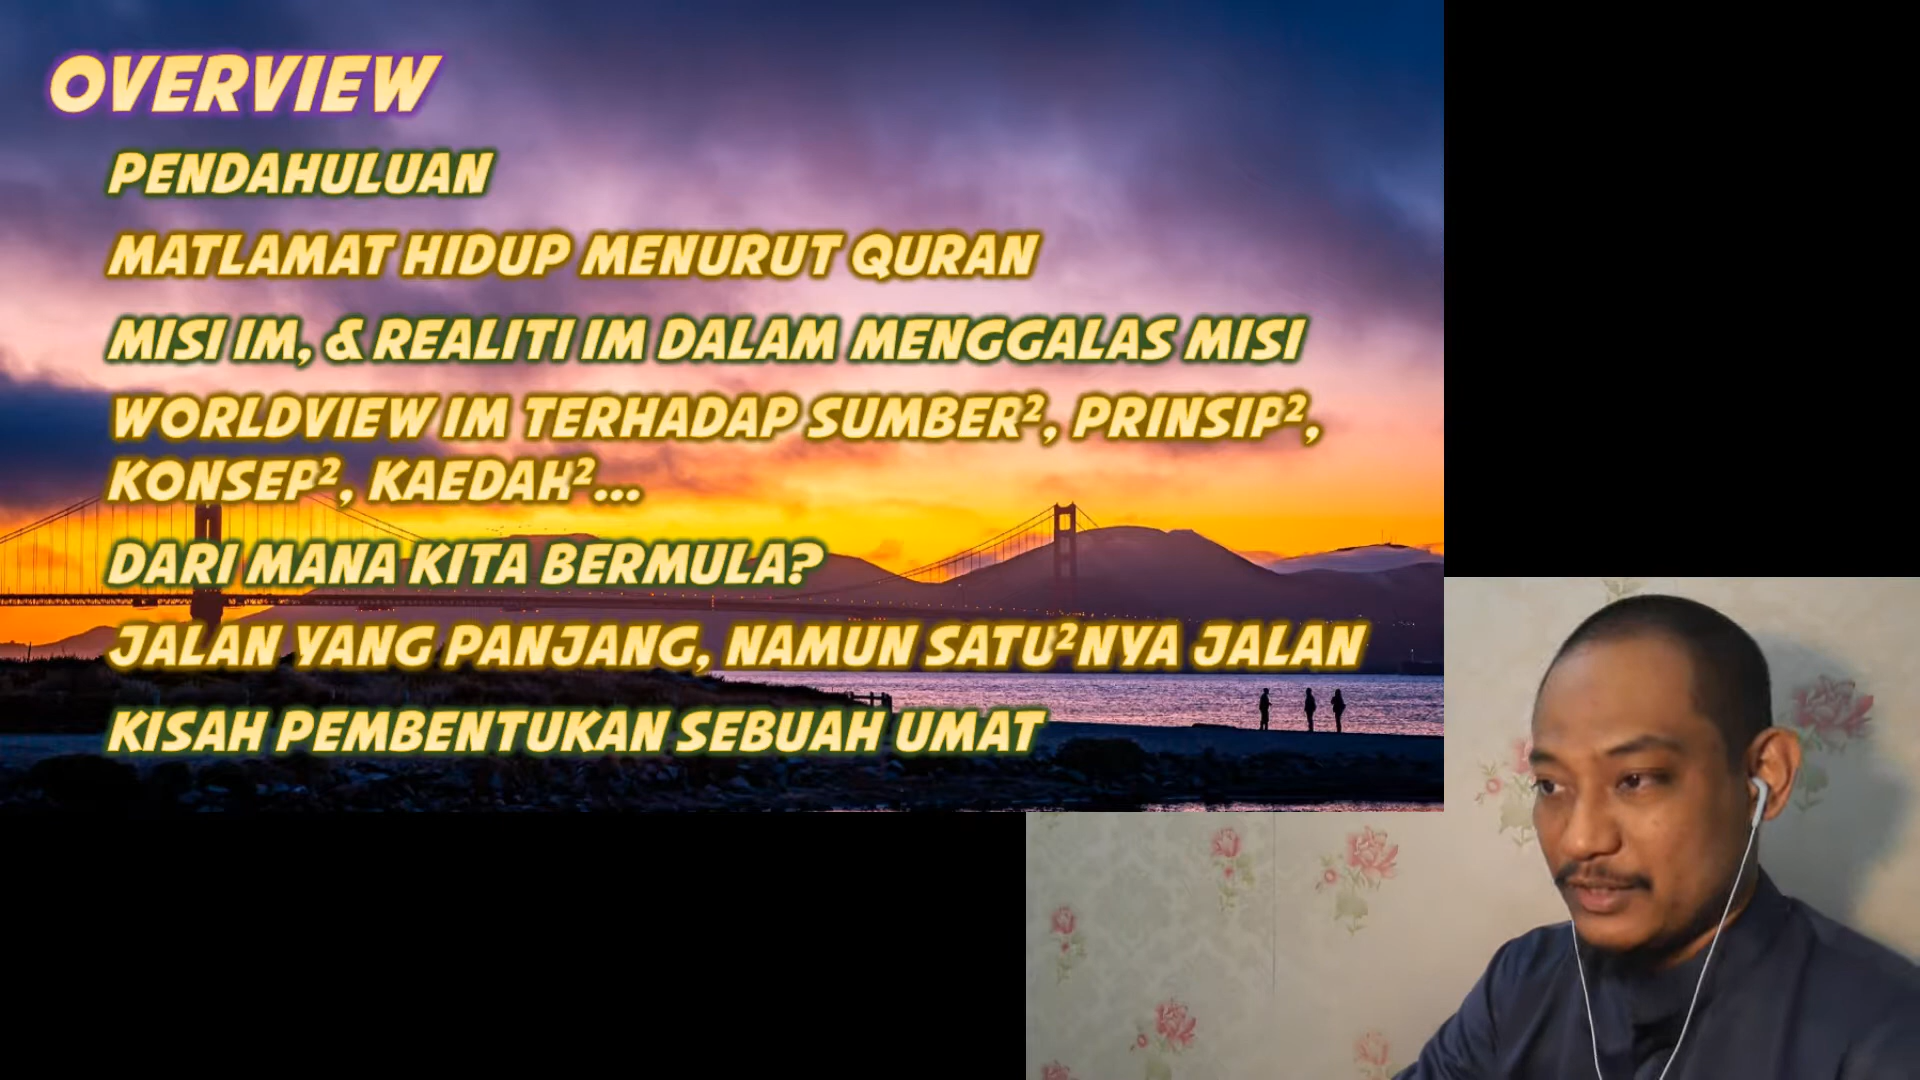 OVERVIEW
PENDAHULUAN
MATLAMAT HIDUP MENURUT QURAN
MISI IM, & REALITI IM DALAM MENGGALAS MISI
WORLDVIEW IM TERHADAP SUMBER², PRINSIP²,
KONSEP², KAEDAH²...
DARI MANA KITA BERMULA?
JALAN YANG PANJANG, NAMUN SATU²NYA JALAN
KISAH PEMBENTUKAN SEBUAH UMAT